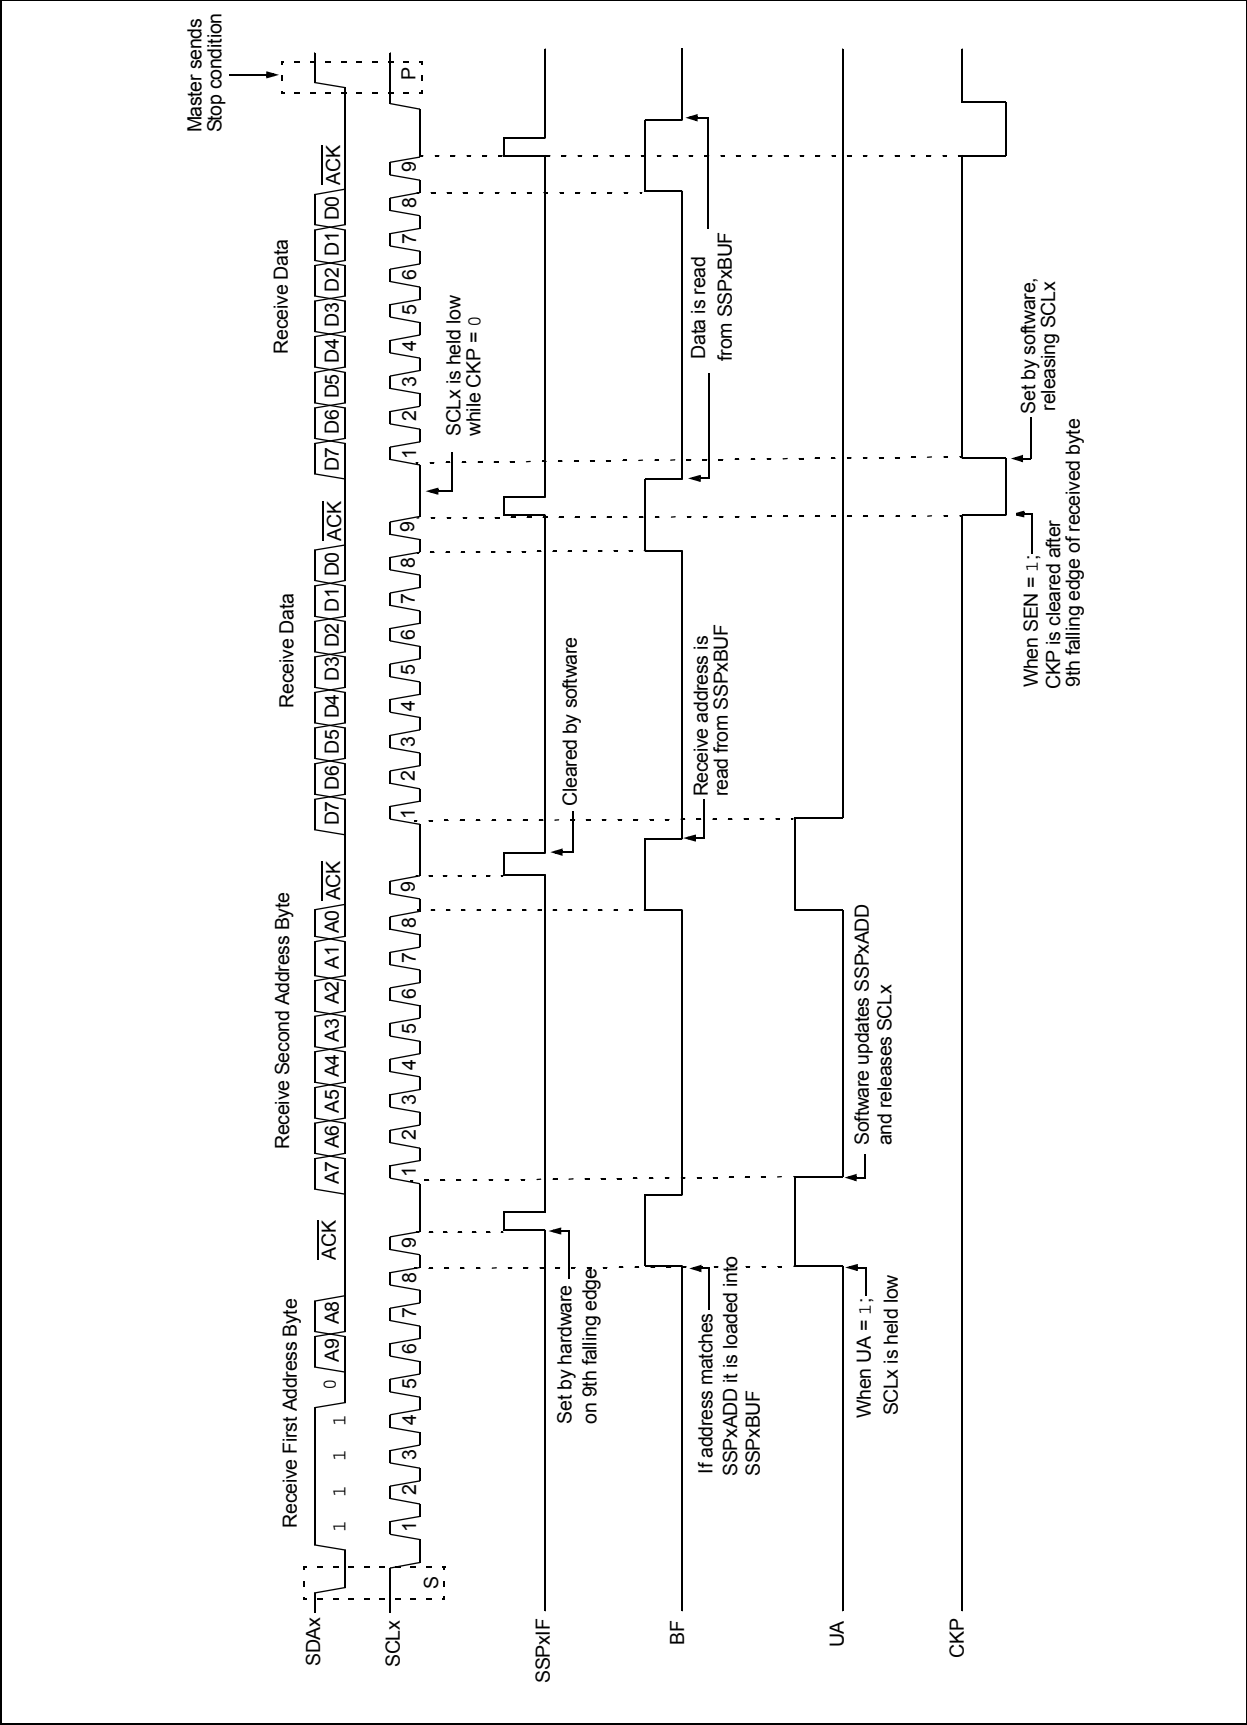 Master sends
Stop condition
Receive First Address Byte
Receive Second Address Byte
Receive Data
Receive Data
SDAx
1 1 1 1 0 A9 A8 ACK
A7 A6 A5 A4 A3 A2 A1 A0 ACK
D7 D6 D5 D4 D3 D2 D1 D0 ACK
D7 D6 D5 D4 D3 D2 D1 D0 ACK
SCLx
S
1 2 3 4 5 6 7 8 9
1 2 3 4 5 6 7 8 9
1 2 3 4 5 6 7 8 9
1 2 3 4 5 6 7 8 9
P
SCLx is held low
while CKP = 0
SSPxIF
Set by hardware
on 9th falling edge
Cleared by software
BF
If address matches
SSPxADD it is loaded into
SSPxBUF
Receive address is
read from SSPxBUF
Data is read
from SSPxBUF
UA
When UA = 1;
SCLx is held low
Software updates SSPxADD
and releases SCLx
CKP
When SEN = 1;
CKP is cleared after
9th falling edge of received byte
Set by software,
releasing SCLx